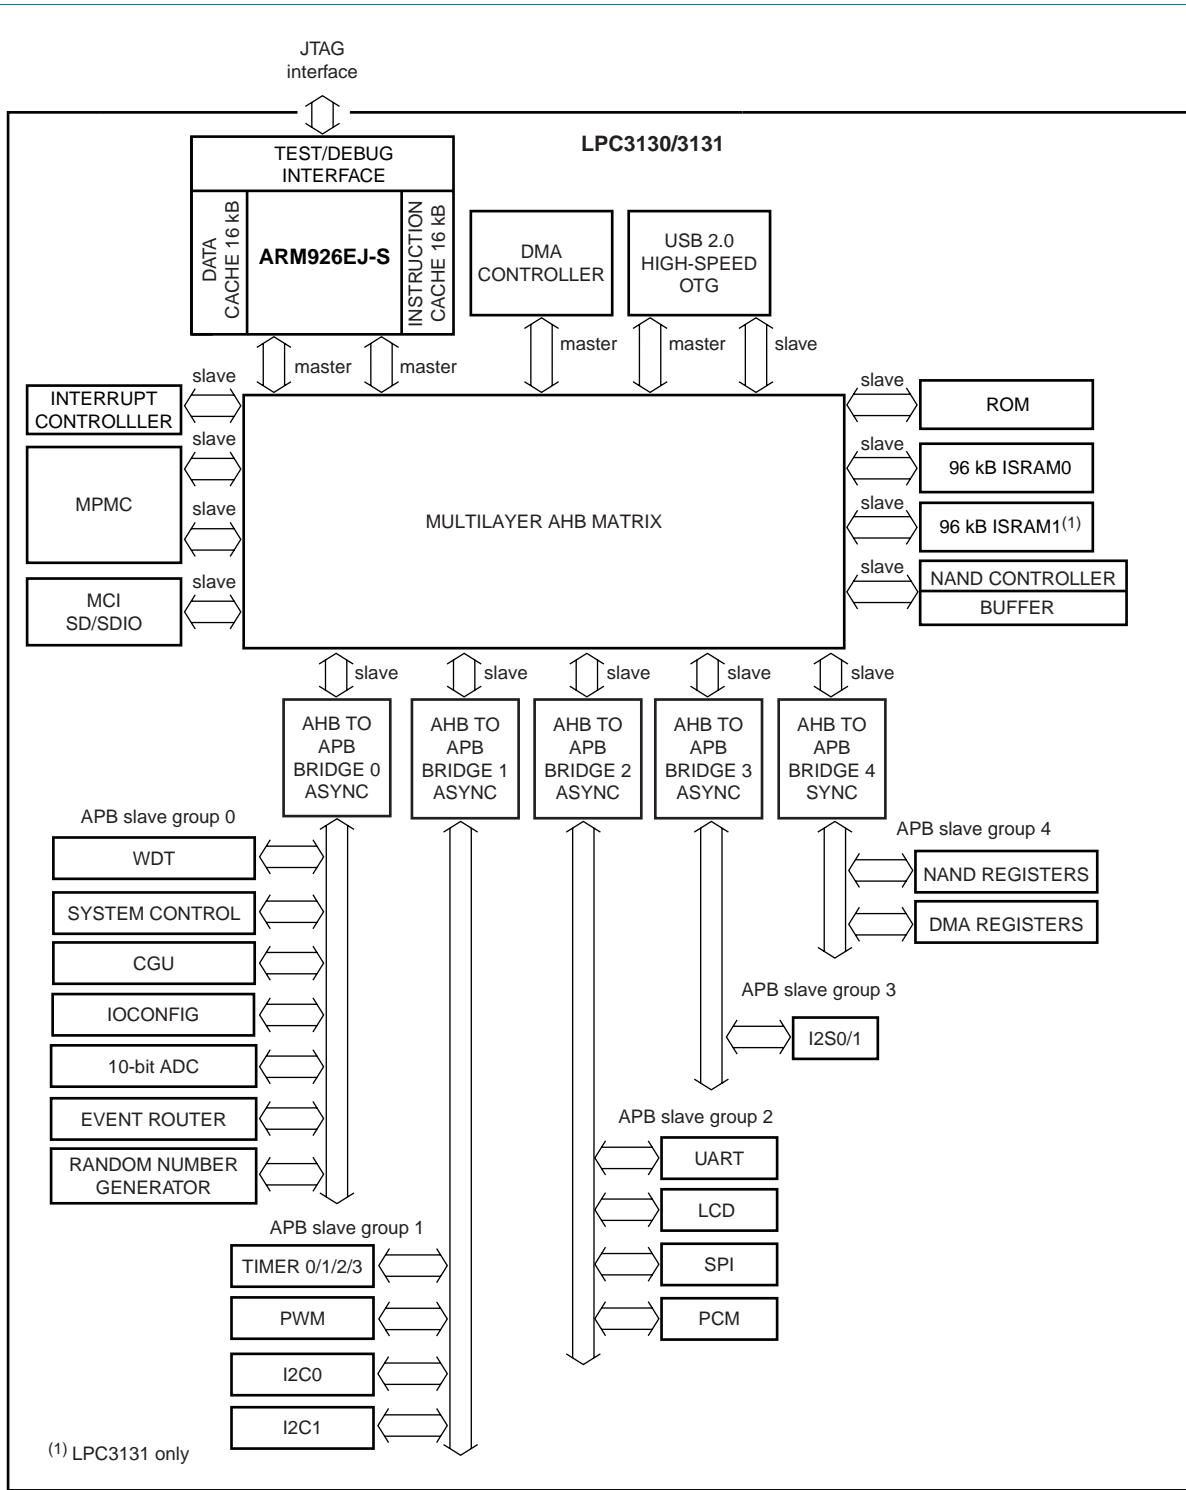 JTAG
interface
LPC3130/3131
TEST/DEBUG
INTERFACE
DATA
CACHE 16 kB
ARM926EJ-S
INSTRUCTION
CACHE 16 kB
DMA
CONTROLLER
USB 2.0
HIGH-SPEED
OTG
master
master
master
master
slave
slave
INTERRUPT
CONTROLLLER
slave
MPMC
slave
slave
MCI
SD/SDIO
MULTILAYER AHB MATRIX
slave
ROM
slave
96 kB ISRAM0
slave
96 kB ISRAM1(1)
slave
NAND CONTROLLER
BUFFER
slave
slave
slave
slave
slave
AHB TO
APB
BRIDGE 0
ASYNC
AHB TO
APB
BRIDGE 1
ASYNC
AHB TO
APB
BRIDGE 2
ASYNC
AHB TO
APB
BRIDGE 3
ASYNC
AHB TO
APB
BRIDGE 4
SYNC
APB slave group 0
WDT
SYSTEM CONTROL
CGU
IOCONFIG
10-bit ADC
EVENT ROUTER
RANDOM NUMBER
GENERATOR
APB slave group 4
NAND REGISTERS
DMA REGISTERS
APB slave group 3
I2S0/1
APB slave group 2
UART
LCD
SPI
PCM
APB slave group 1
TIMER 0/1/2/3
PWM
I2C0
I2C1
(1) LPC3131 only